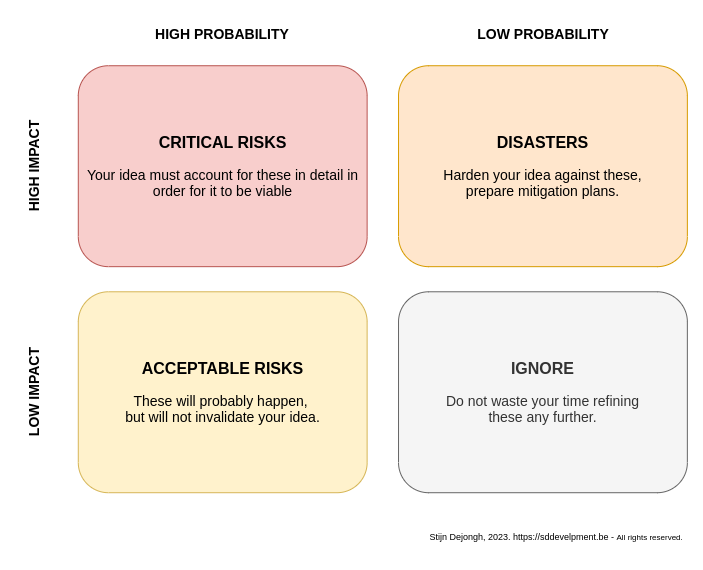 HIGH PROBABILITY
LOW PROBABILITY
HIGH IMPACT
CRITICAL RISKS
Your idea must account for these in detail in
order for it to be viable
DISASTERS
Harden your idea against these,
prepare mitigation plans.
LOW IMPACT
ACCEPTABLE RISKS
These will probably happen,
but will not invalidate your idea.
IGNORE
Do not waste your time refining
these any further.
Stijn Dejongh, 2023. https://sddevelpment.be - All rights reserved.